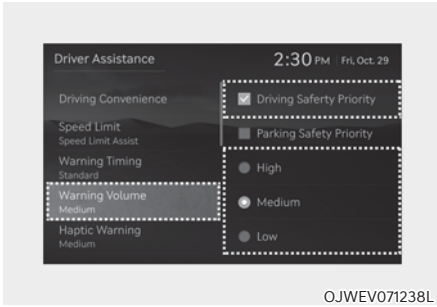 Driver Assistance
2:30 PM Fri, Oct. 29
Driving Convenience
Driving Saferty Priority
Speed Limit
Speed Limit Assist
Parking Safety Priority
Warning Timing
Standard
High
Warning Volume
Medium
Medium
Haptic Warning
Medium
Low
OJWEV071238L